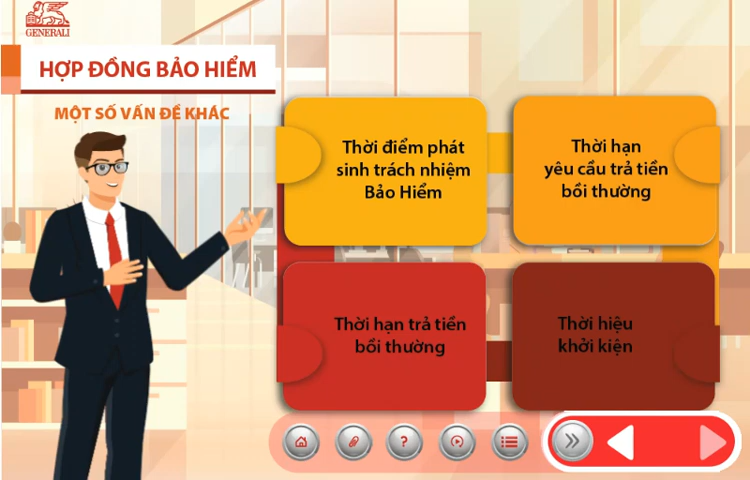 GENERALI
HỢP ĐỒNG BẢO HIỂM
MỘT SỐ VẤN ĐỀ KHÁC
Thời điểm phát
sinh trách nhiệm
Bảo Hiểm
Thời hạn
yêu cầu trả tiền
bồi thường
Thời hạn trả tiền
bồi thường
Thời hiệu
khởi kiện
?